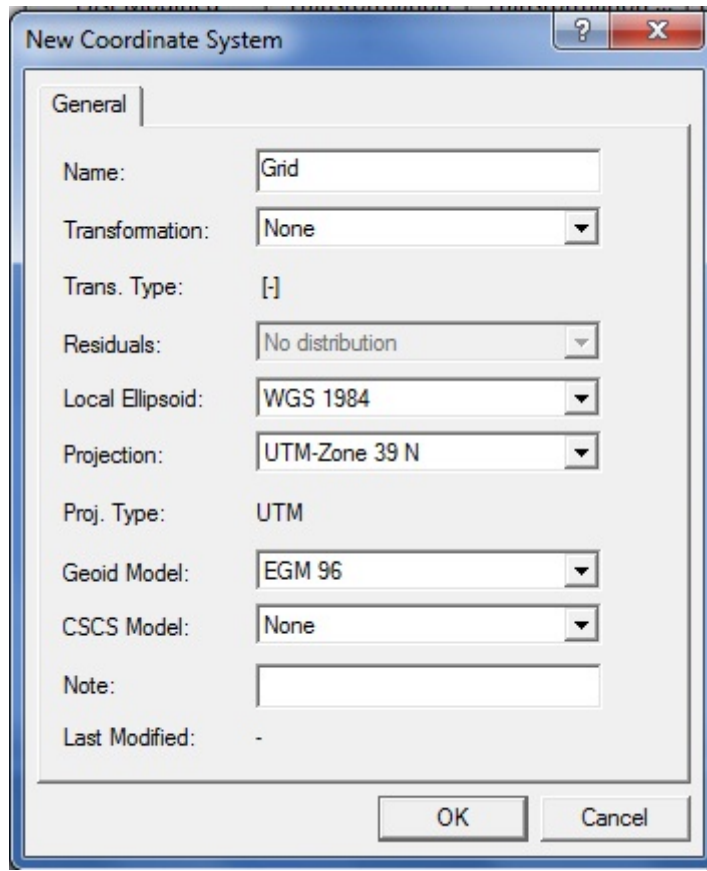 New Coordinate System
General
Name: Grid
Transformation: None
Trans. Type: [-]
Residuals: No distribution
Local Ellipsoid: WGS 1984
Projection: UTM-Zone 39 N
Proj. Type: UTM
Geoid Model: EGM 96
CSCS Model: None
Note:
Last Modified: -
OK Cancel